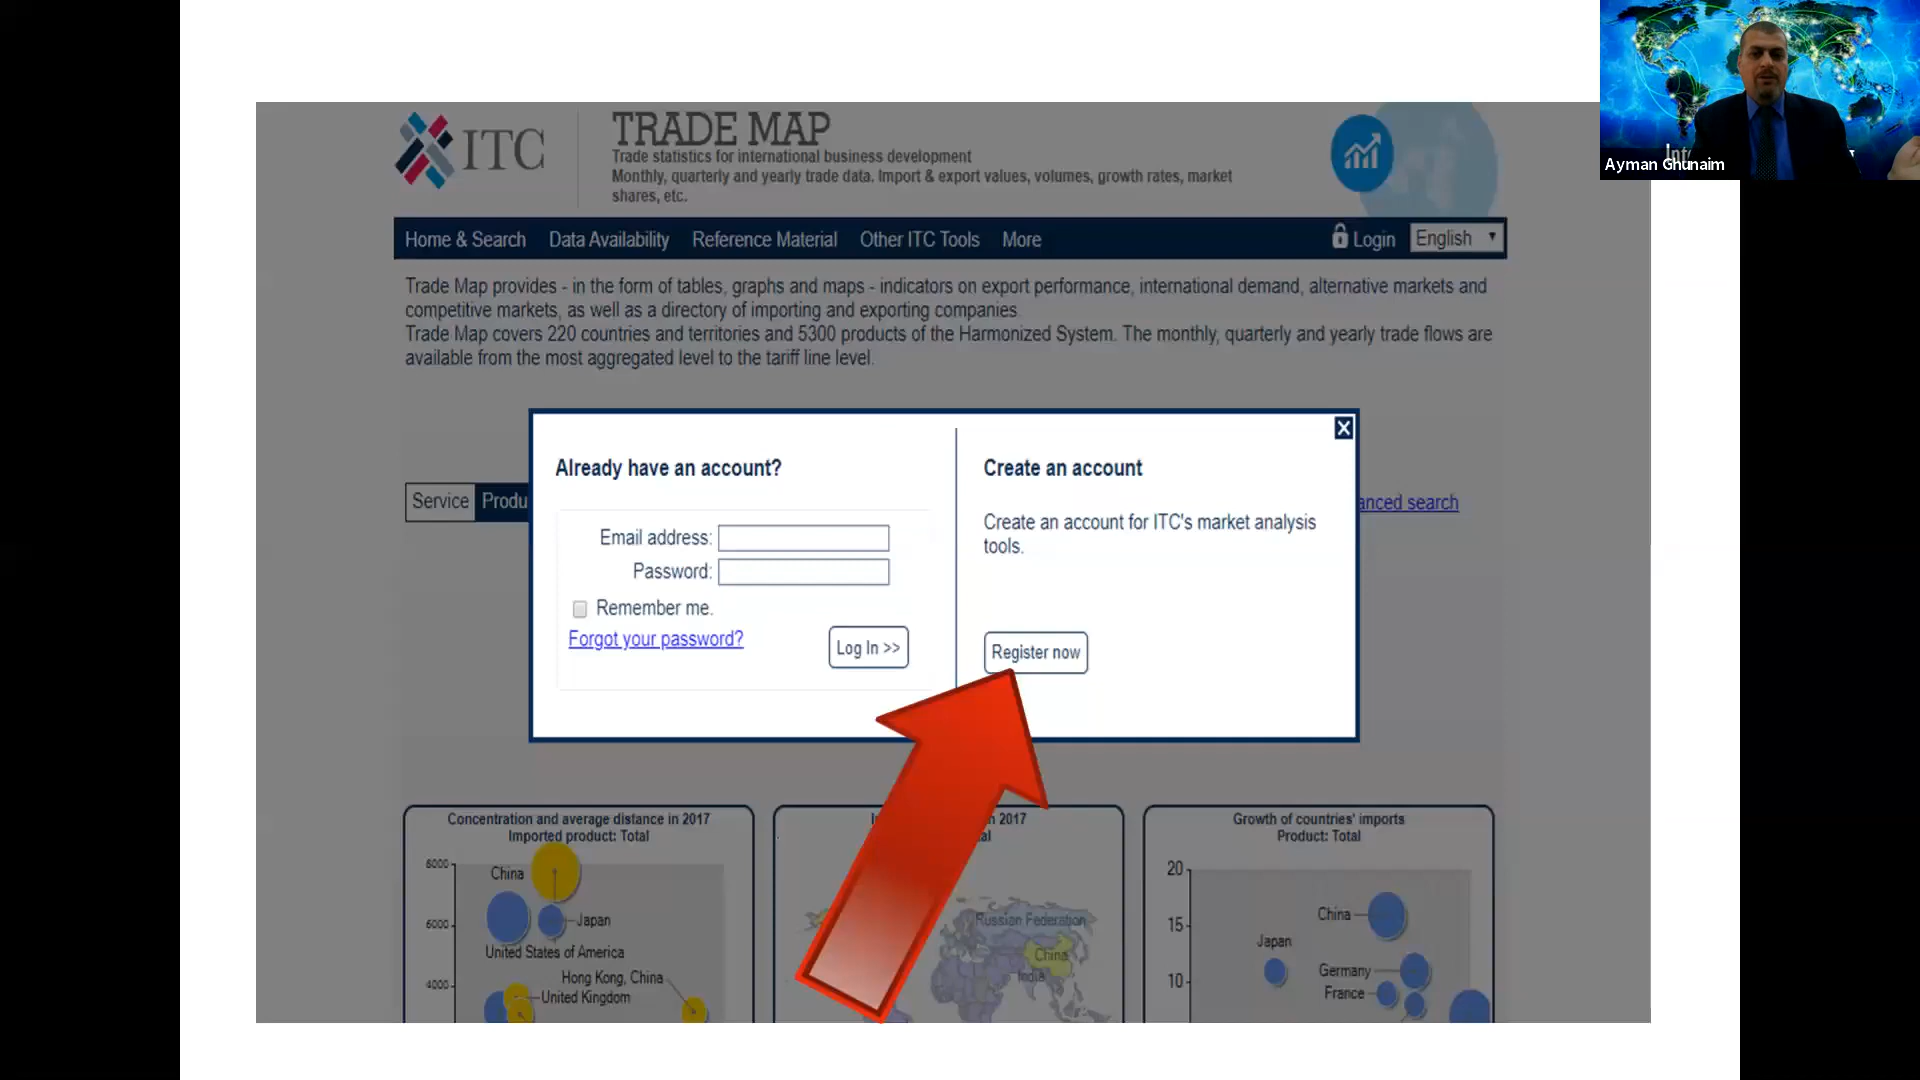 Ayman Ghunaim
ITC
TRADE MAP
Trade statistics for international business development
Monthly, quarterly and yearly trade data. Import & export values, volumes, growth rates, market
shares, etc.
Home & Search Data Availability Reference Material Other ITC Tools More Login English
Trade Map provides - in the form of tables, graphs and maps - indicators on export performance, international demand, alternative markets and
competitive markets, as well as a directory of importing and exporting companies.
Trade Map covers 220 countries and territories and 5300 products of the Harmonized System. The monthly, quarterly and yearly trade flows are
available from the most aggregated level to the tariff line level.
X
Already have an account?
Create an account
Service Produ
anced search
Create an account for ITC's market analysis
tools.
Email address:
Password:
Remember me.
Forgot your password?
Log In >>
Register now
Concentration and average distance in 2017
Imported product: Total
8000
China
6000
Japan
United States of America
Hong Kong, China
4000
United Kingdom
2017
Russian Federation
China
India
Growth of countries' imports
Product: Total
20
China
15
Japan
Germany
10
France